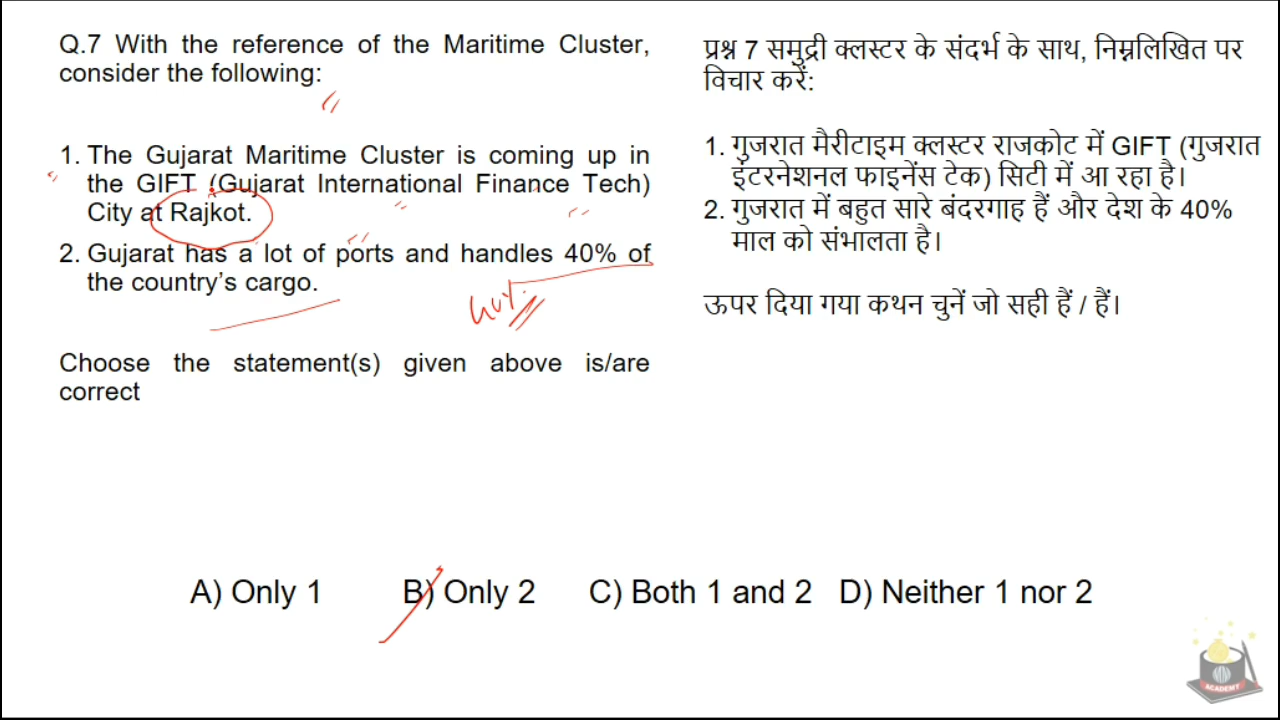 Q.7 With the reference of the Maritime Cluster,
consider the following:
1. The Gujarat Maritime Cluster is coming up in
the GIFT (Gujarat International Finance Tech)
City at Rajkot.
2. Gujarat has a lot of ports and handles 40% of
the country's cargo.
40%
Choose the statement(s) given above is/are
correct
प्रश्न 7 समुद्री क्लस्टर के संदर्भ के साथ, निम्नलिखित पर
विचार करें:
1. गुजरात मैरीटाइम क्लस्टर राजकोट में GIFT (गुजरात
इंटरनेशनल फाइनेंस टेक) सिटी में आ रहा है।
2. गुजरात में बहुत सारे बंदरगाह हैं और देश के 40%
माल को संभालता है।
ऊपर दिया गया कथन चुनें जो सही हैं / हैं।
A) Only 1 B) Only 2 C) Both 1 and 2 D) Neither 1 nor 2
ACADEMY